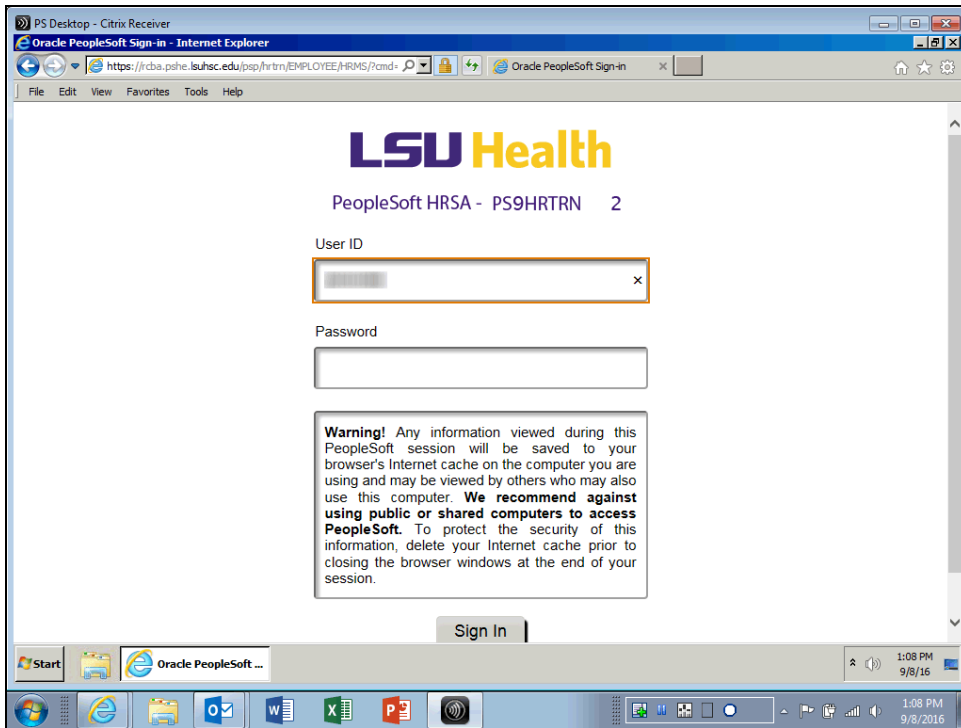 PS Desktop - Citrix Receiver
Oracle PeopleSoft Sign-in - Internet Explorer
https://rcba.pshe.lsuhsc.edu/psp/hrtrn/EMPLOYEE/HRMS/?cmd=
Oracle PeopleSoft Sign-in
File Edit View Favorites Tools Help
LSU Health
PeopleSoft HRSA - PS9HRTRN 2
User ID
Password
Warning! Any information viewed during this
PeopleSoft session will be saved to your
browser's Internet cache on the computer you are
using and may be viewed by others who may also
use this computer. We recommend against
using public or shared computers to access
PeopleSoft. To protect the security of this
information, delete your Internet cache prior to
closing the browser windows at the end of your
session.
Sign In
Start
Oracle PeopleSoft ...
1:08 PM
9/8/16
1:08 PM
9/8/2016